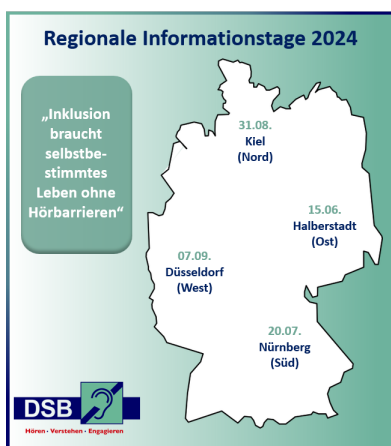 Regionale Informationstage 2024
„Inklusion
braucht
selbstbe-
stimmtes
Leben ohne
Hörbarrieren“
31.08.
Kiel
(Nord)
15.06.
Halberstadt
(Ost)
07.09.
Düsseldorf
(West)
20.07.
Nürnberg
(Süd)
DSB
Hören • Verstehen • Engagieren